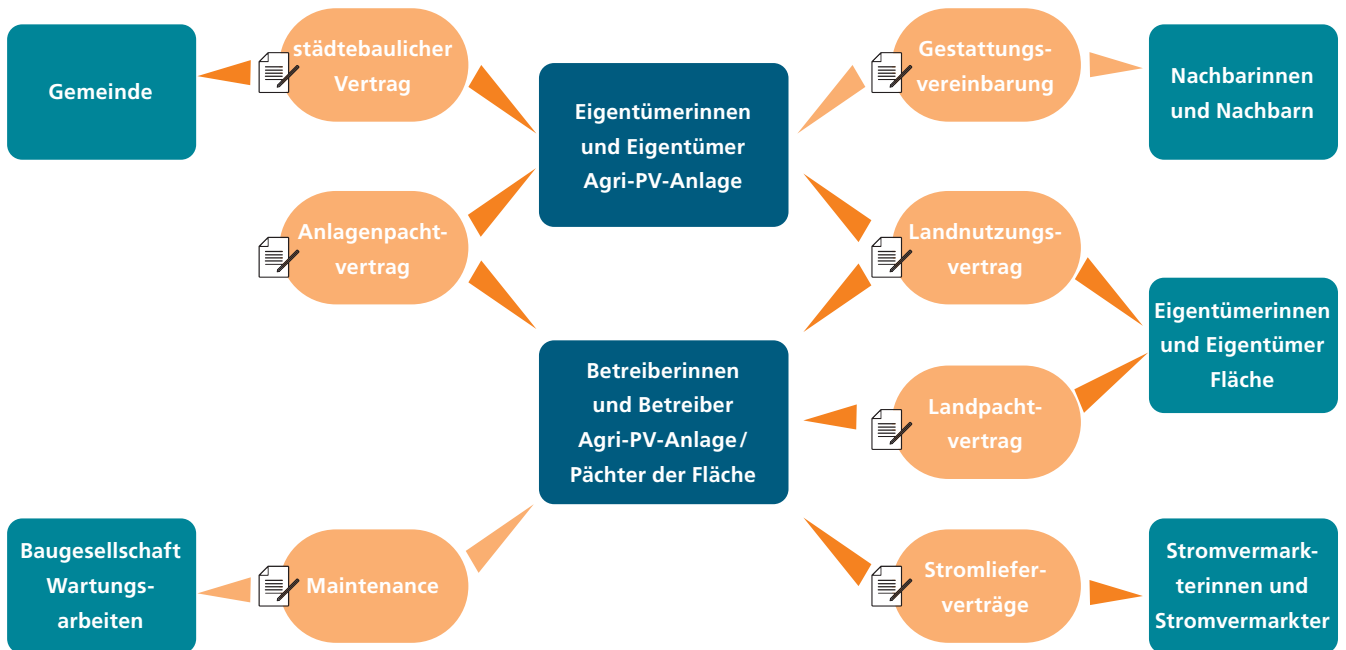 Gemeinde
städtebaulicher
Vertrag
Eigentümerinnen
und Eigentümer
Agri-PV-Anlage
Gestattungs-
vereinbarung
Nachbarinnen
und Nachbarn
Anlagenpacht-
vertrag
Landnutzungs-
vertrag
Eigentümerinnen
und Eigentümer
Fläche
Betreiberinnen
und Betreiber
Agri-PV-Anlage/
Pächter der Fläche
Landpacht-
vertrag
Baugesellschaft
Wartungs-
arbeiten
Maintenance
Stromliefer-
verträge
Stromvermark-
terinnen und
Stromvermarkter